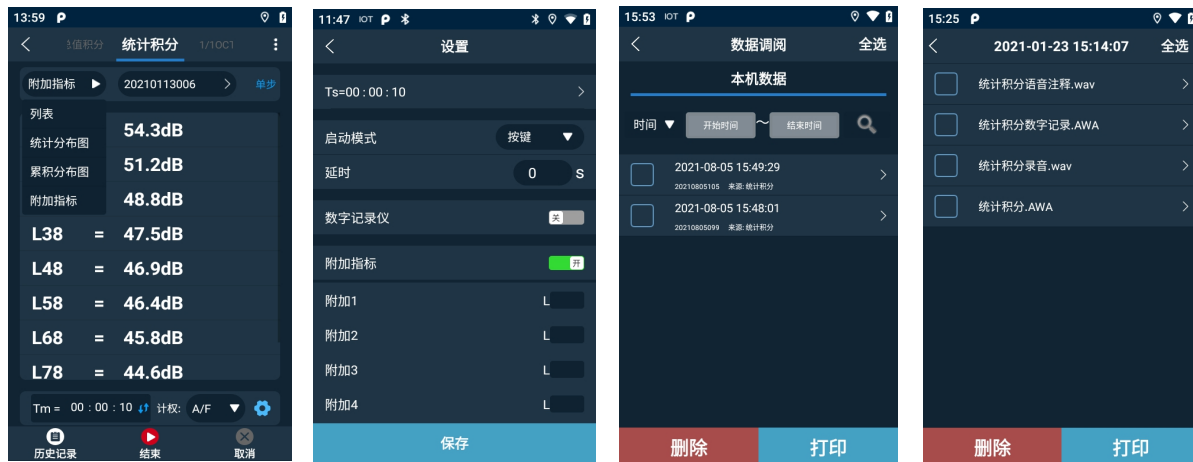 13:59
统计积分 1/1OCT
附加指标 20210113006 单步
列表
统计分布图
累积分布图
附加指标
54.3dB
51.2dB
48.8dB
L38 = 47.5dB
L48 = 46.9dB
L58 = 46.4dB
L68 = 45.8dB
L78 = 44.6dB
Tm = 00 : 00 : 10 计权: A/F
历史记录 结束 取消
11:47 IOT
设置
Ts=00 : 00 : 10
启动模式 按键
延时 0 S
数字记录仪 关
附加指标 开
附加1 L
附加2 L
附加3 L
附加4 L
保存
15:53 IOT
数据调阅 全选
本机数据
时间 开始时间 ~ 结束时间
2021-08-05 15:49:29
20210805105 来源: 统计积分
2021-08-05 15:48:01
20210805099 来源: 统计积分
删除 打印
15:25
2021-01-23 15:14:07 全选
统计积分语音注释.wav
统计积分数字记录.AWA
统计积分录音.wav
统计积分.AWA
删除 打印